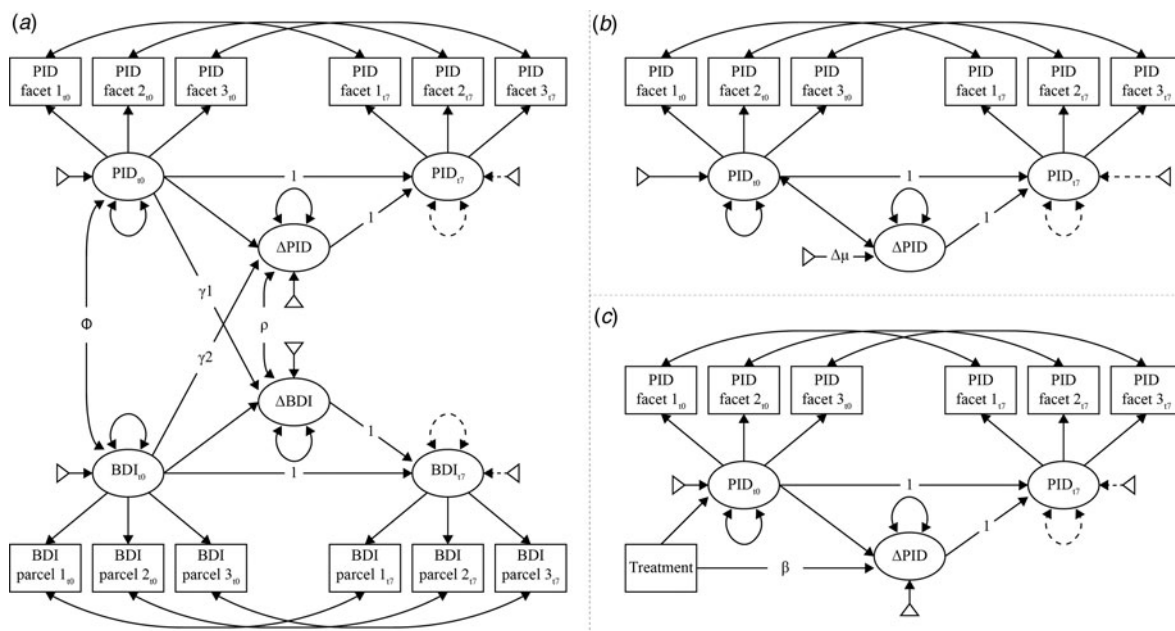 (a)
PID facet 1t0
PID facet 2t0
PID facet 3t0
PID facet 1t7
PID facet 2t7
PID facet 3t7
PIDt0
1
PIDt7
ΔPID
1
γ1
Φ
ρ
γ2
ΔBDI
1
BDIt0
1
BDIt7
BDI parcel 1t0
BDI parcel 2t0
BDI parcel 3t0
BDI parcel 1t7
BDI parcel 2t7
BDI parcel 3t7
(b)
PID facet 1t0
PID facet 2t0
PID facet 3t0
PID facet 1t7
PID facet 2t7
PID facet 3t7
PIDt0
1
PIDt7
1
Δμ
ΔPID
(c)
PID facet 1t0
PID facet 2t0
PID facet 3t0
PID facet 1t7
PID facet 2t7
PID facet 3t7
PIDt0
1
PIDt7
1
Treatment
β
ΔPID